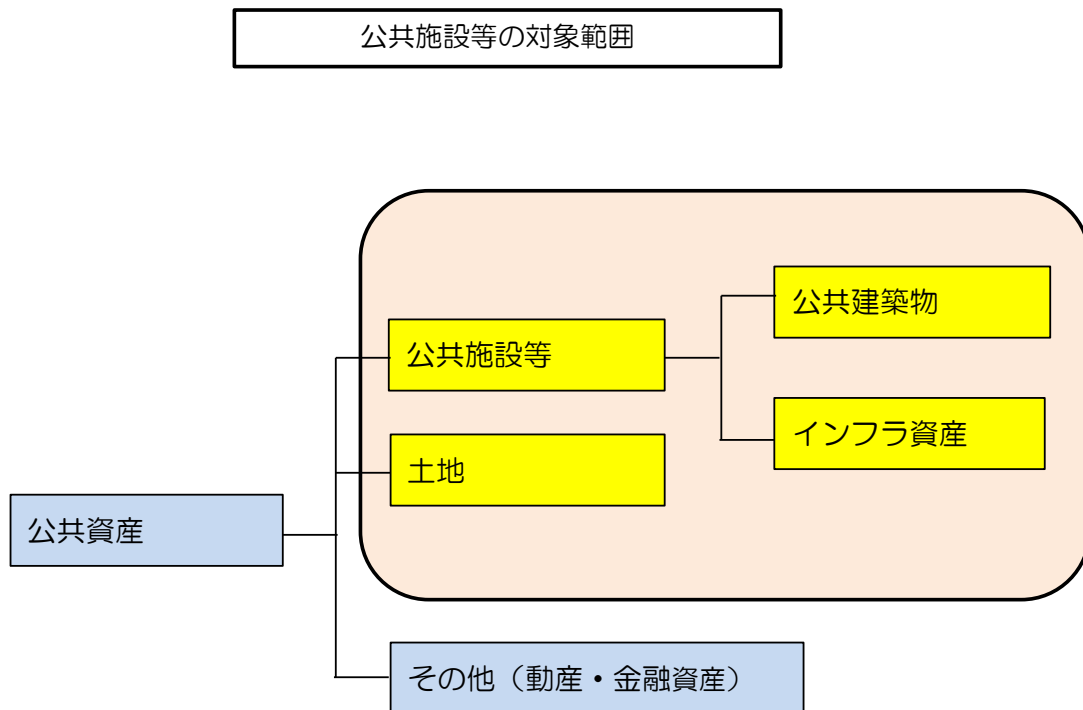 公共施設等の対象範囲
公共建築物
公共施設等
インフラ資産
土地
公共資産
その他（動産・金融資産）